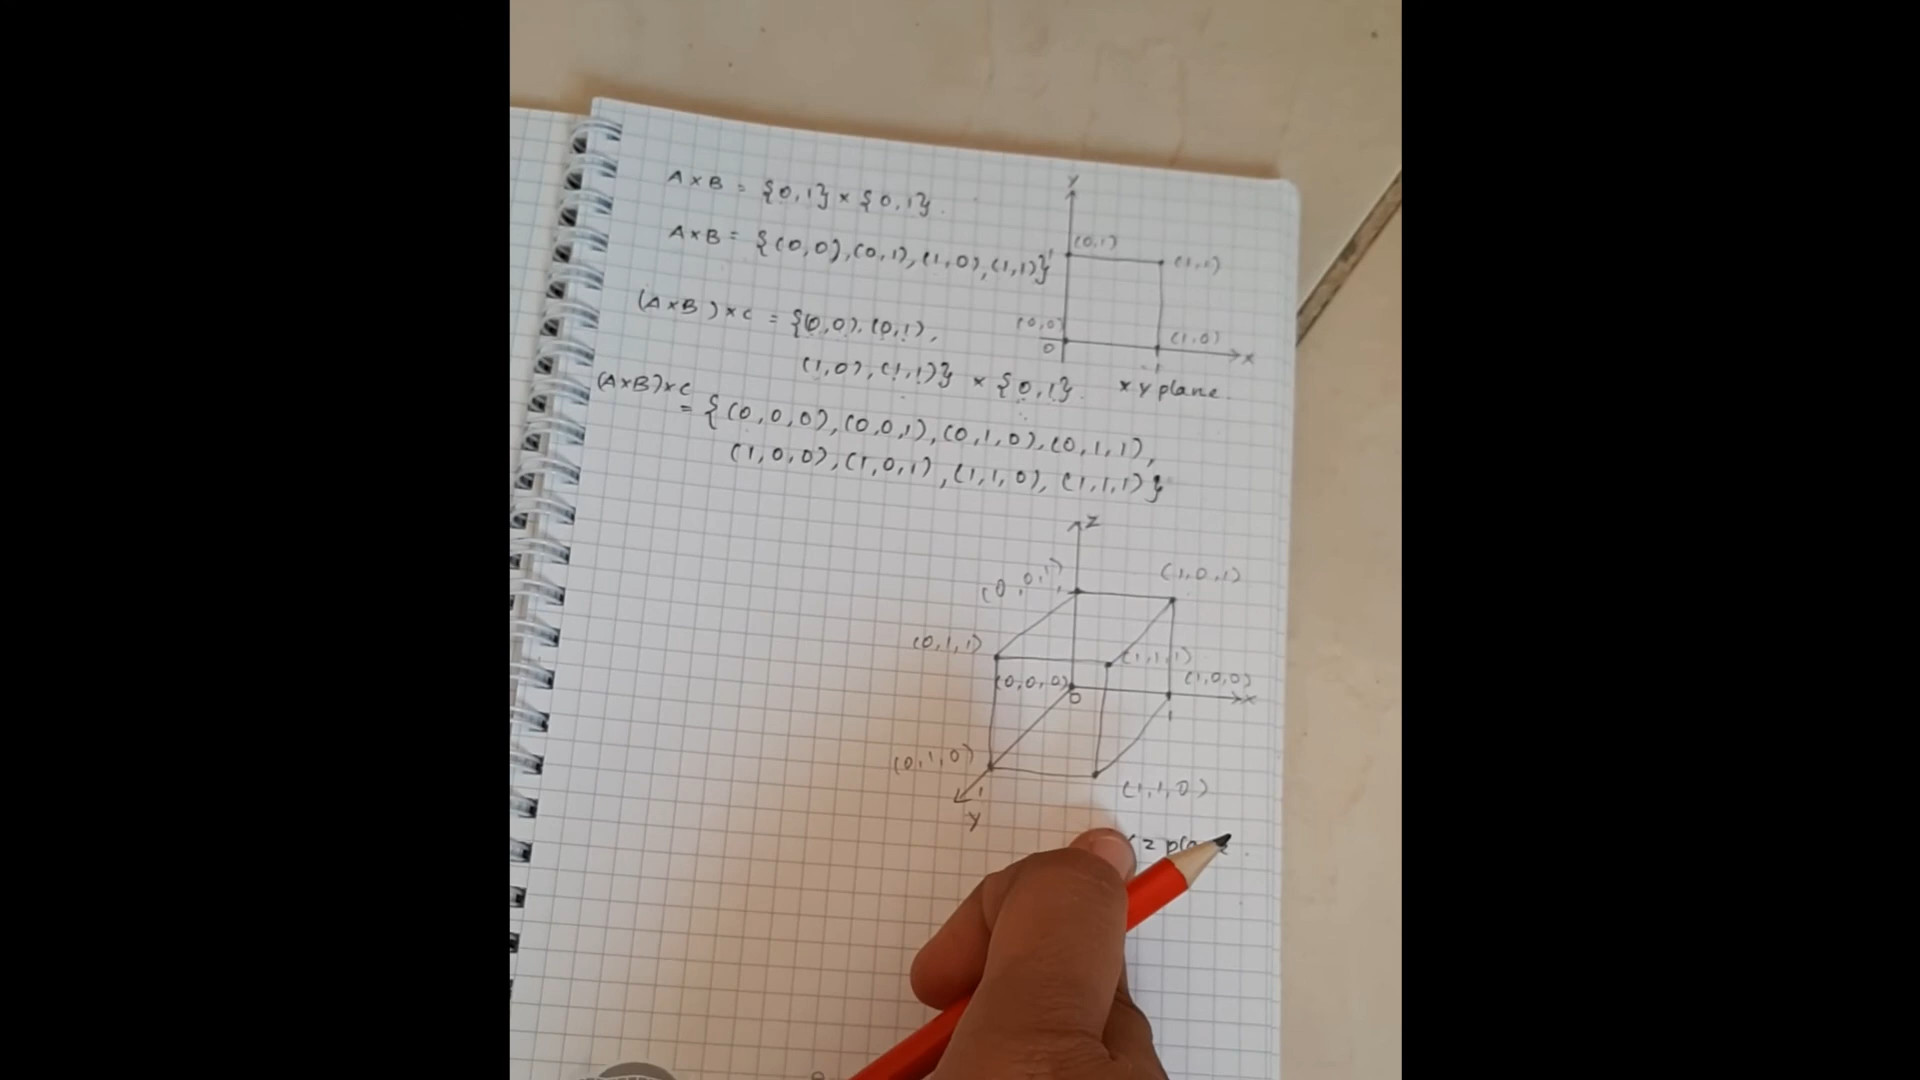 A×B = {0,1} × {0,1}.
A×B = {(0,0),(0,1),(1,0),(1,1)}
(A×B)×C = {(0,0),(0,1),
(1,0),(1,1)} × {0,1}.
(A×B)×C
= {(0,0,0),(0,0,1),(0,1,0),(0,1,1),
(1,0,0),(1,0,1),(1,1,0),(1,1,1)}
Y
1
(0,1)
(1,1)
(0,0)
(1,0)
0
1
X
XY plane.
Z
(0,0,1)
(1,0,1)
(0,1,1)
(1,1,1)
(0,0,0)
(1,0,0)
0
1
X
(0,1,0)
(1,1,0)
1
Y